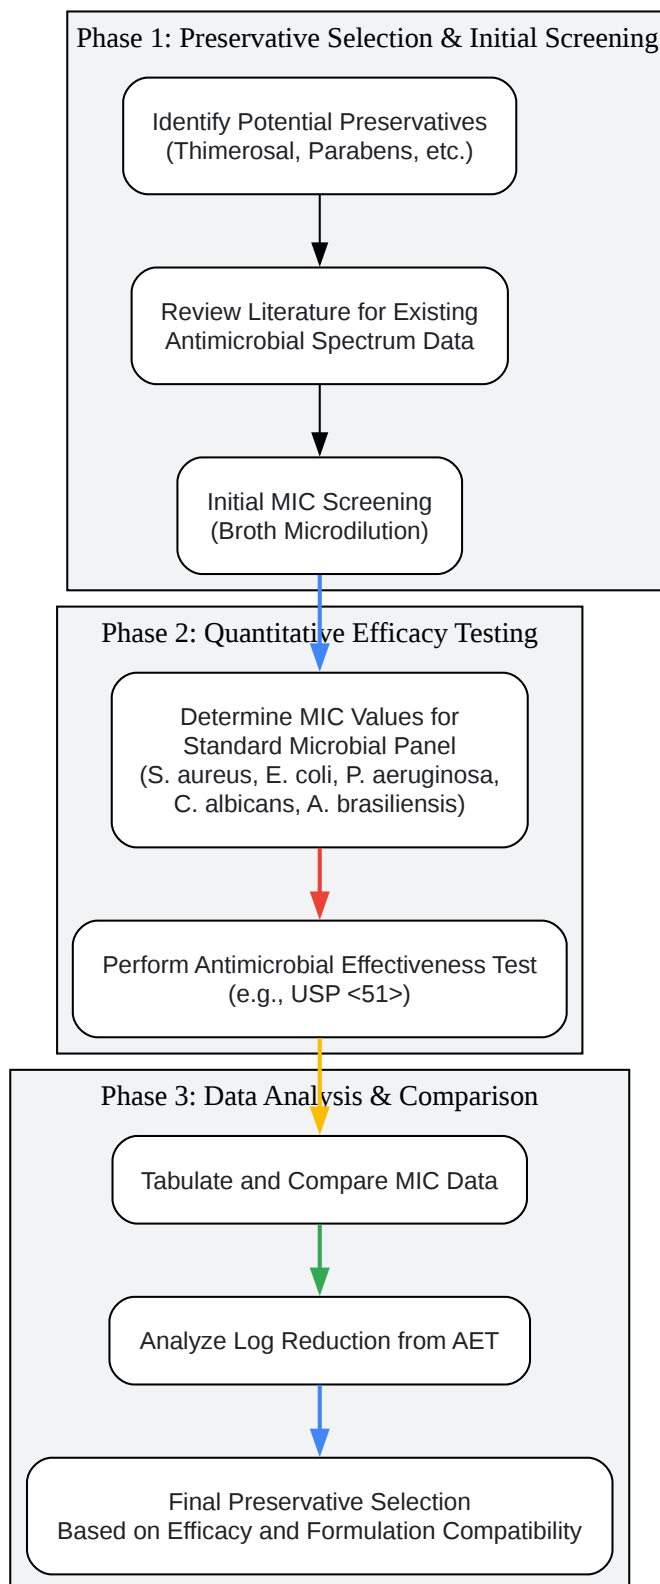 Phase 1: Preservative Selection & Initial Screening
Identify Potential Preservatives
(Thimerosal, Parabens, etc.)
Review Literature for Existing
Antimicrobial Spectrum Data
Initial MIC Screening
(Broth Microdilution)
Phase 2: Quantitative Efficacy Testing
Determine MIC Values for
Standard Microbial Panel
(S. aureus, E. coli, P. aeruginosa,
C. albicans, A. brasiliensis)
Perform Antimicrobial Effectiveness Test
(e.g., USP <51>)
Phase 3: Data Analysis & Comparison
Tabulate and Compare MIC Data
Analyze Log Reduction from AET
Final Preservative Selection
Based on Efficacy and Formulation Compatibility